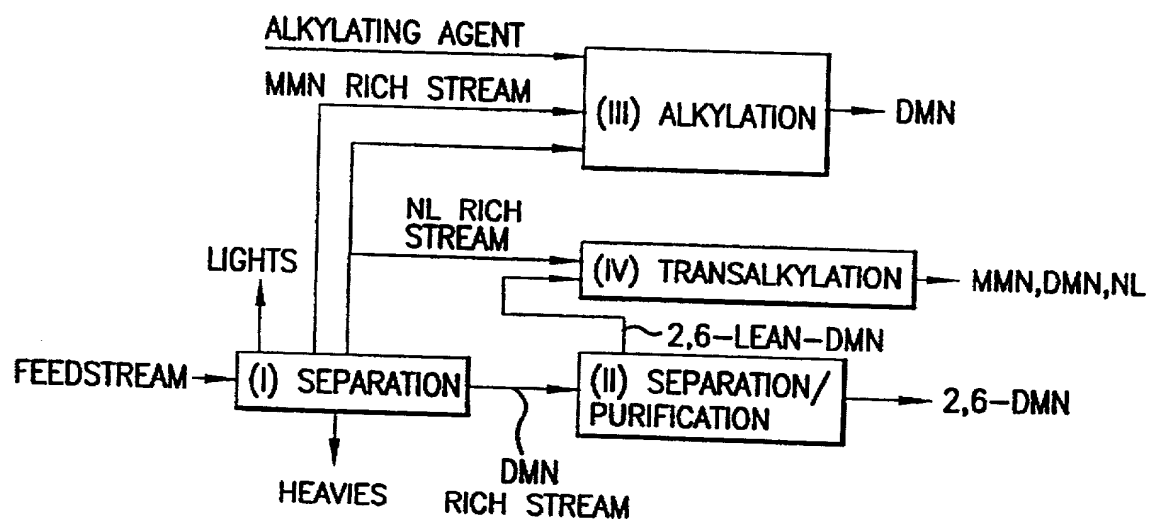 ALKYLATING AGENT
MMN RICH STREAM
(III) ALKYLATION
DMN
NL RICH
STREAM
LIGHTS
(IV) TRANSALKYLATION
MMN,DMN,NL
2,6-LEAN-DMN
FEEDSTREAM
(I) SEPARATION
(II) SEPARATION/
PURIFICATION
2,6-DMN
DMN
RICH STREAM
HEAVIES